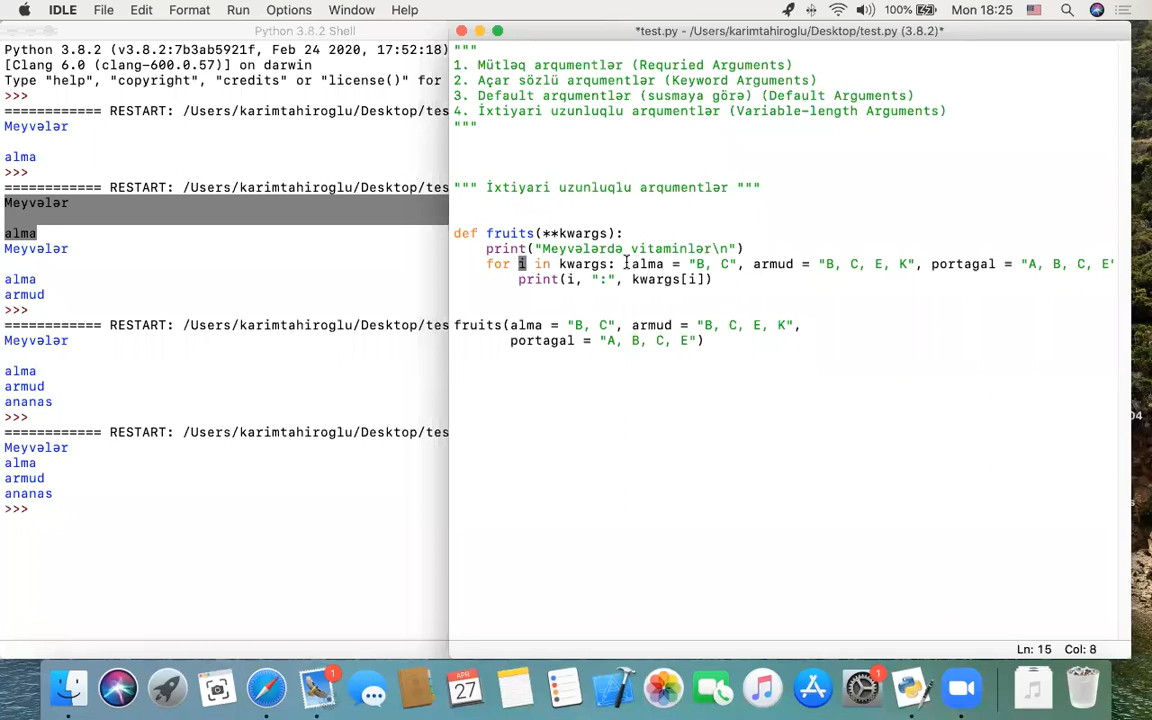 IDLE File Edit Format Run Options Window Help 100% Mon 18:25
Python 3.8.2 Shell
Python 3.8.2 (v3.8.2:7b3ab5921f, Feb 24 2020, 17:52:18)
[Clang 6.0 (clang-600.0.57)] on darwin
Type "help", "copyright", "credits" or "license()" for
>>>
============ RESTART: /Users/karimtahiroglu/Desktop/tes
Meyvələr
alma
>>>
============ RESTART: /Users/karimtahiroglu/Desktop/tes
Meyvələr
alma
Meyvələr
alma
armud
>>>
============ RESTART: /Users/karimtahiroglu/Desktop/tes
Meyvələr
alma
armud
ananas
>>>
============ RESTART: /Users/karimtahiroglu/Desktop/tes
Meyvələr
alma
armud
ananas
>>>
*test.py - /Users/karimtahiroglu/Desktop/test.py (3.8.2)*
"""
1. Mütləq arqumentlər (Requried Arguments)
2. Açar sözlü arqumentlər (Keyword Arguments)
3. Default arqumentlər (susmaya görə) (Default Arguments)
4. İxtiyari uzunluqlu arqumentlər (Variable-length Arguments)
"""
""" İxtiyari uzunluqlu arqumentlər """
def fruits(**kwargs):
print("Meyvələrdə vitaminlər\n")
for i in kwargs: alma = "B, C", armud = "B, C, E, K", portagal = "A, B, C, E"
print(i, ":", kwargs[i])
fruits(alma = "B, C", armud = "B, C, E, K",
portagal = "A, B, C, E")
Ln: 15 Col: 8
04
APR
27
1
1